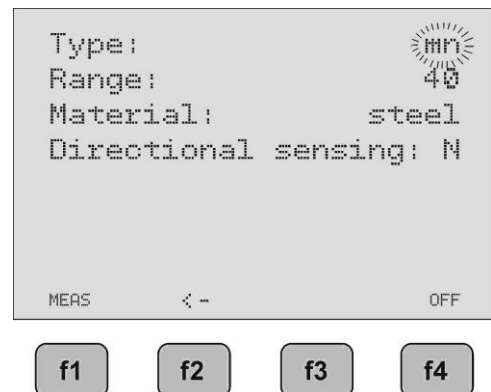 Type: mn
Range: 40
Material: steel
Directional sensing: N
MEAS <- OFF
f1 f2 f3 f4